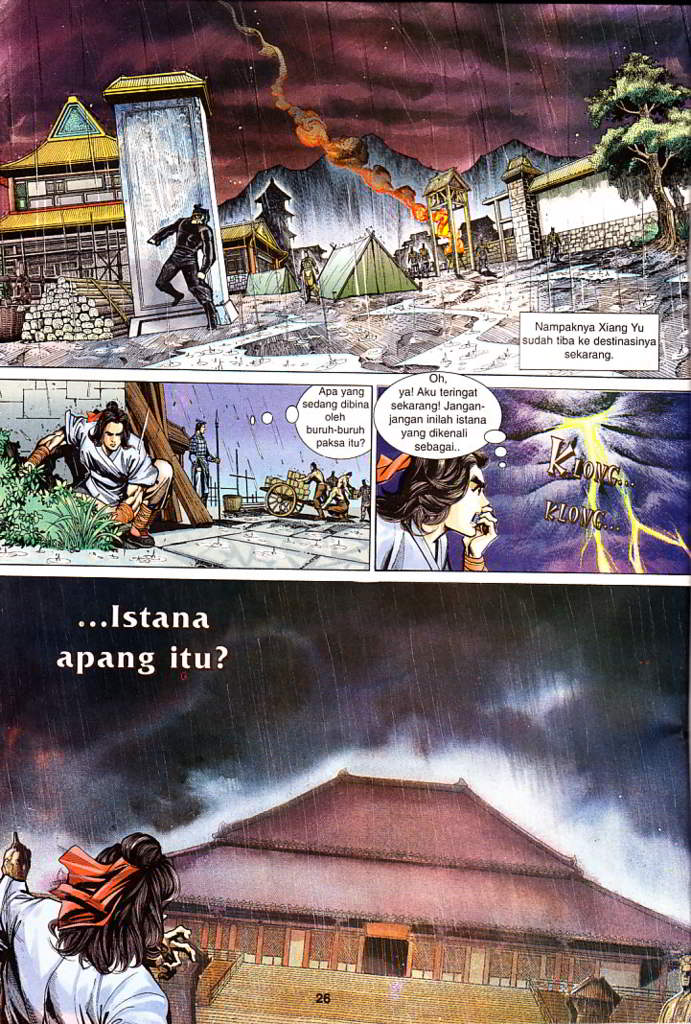 Nampaknya Xiang Yu
sudah tiba ke destinasinya
sekarang.
Apa yang
sedang dibina
oleh
buruh-buruh
paksa itu?
Oh,
ya! Aku teringat
sekarang! Jangan-
jangan inilah istana
yang dikenali
sebagai..
KLONG...
KLONG...
...Istana
apang itu?
26